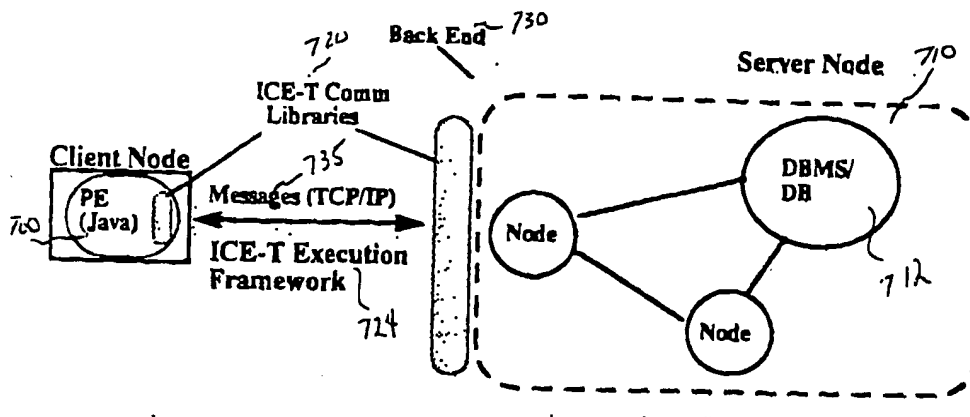 720
Back End 730
Server Node 710
ICE-T Comm
Libraries
Client Node
735
Messages (TCP/IP)
PE
(Java)
700
ICE-T Execution
Framework
724
Node
Node
DBMS/
DB
712